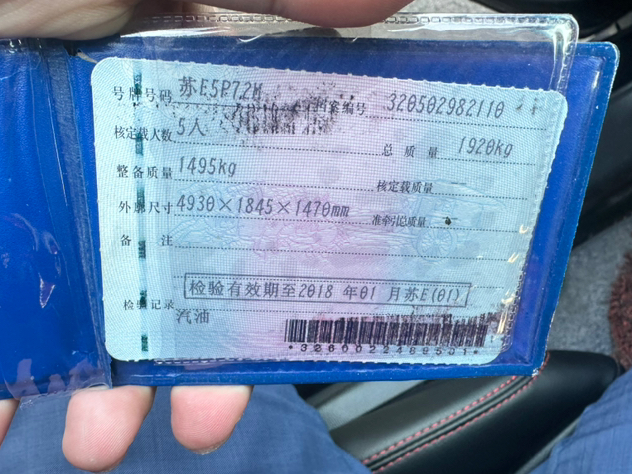 号牌号码 苏E5P72M 档案编号 320502982110
核定载人数 5人 总质量 1920kg
整备质量 1495kg 核定载质量
外廓尺寸 4930×1845×1470mm 准牵引总质量
备注
检验有效期至2018 年01 月苏E(01)
检验记录
汽油
*3260022488501*